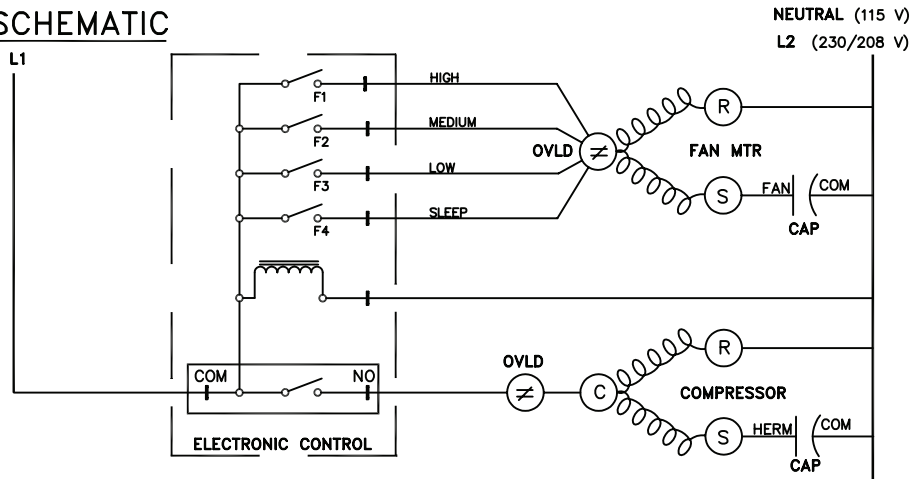 SCHEMATIC
NEUTRAL (115 V)
L2 (230/208 V)
L1
HIGH
F1
MEDIUM
F2
OVLD
≠
R
FAN MTR
LOW
F3
S
FAN
COM
CAP
SLEEP
F4
COM
NO
OVLD
≠
C
R
COMPRESSOR
S
HERM
COM
CAP
ELECTRONIC CONTROL